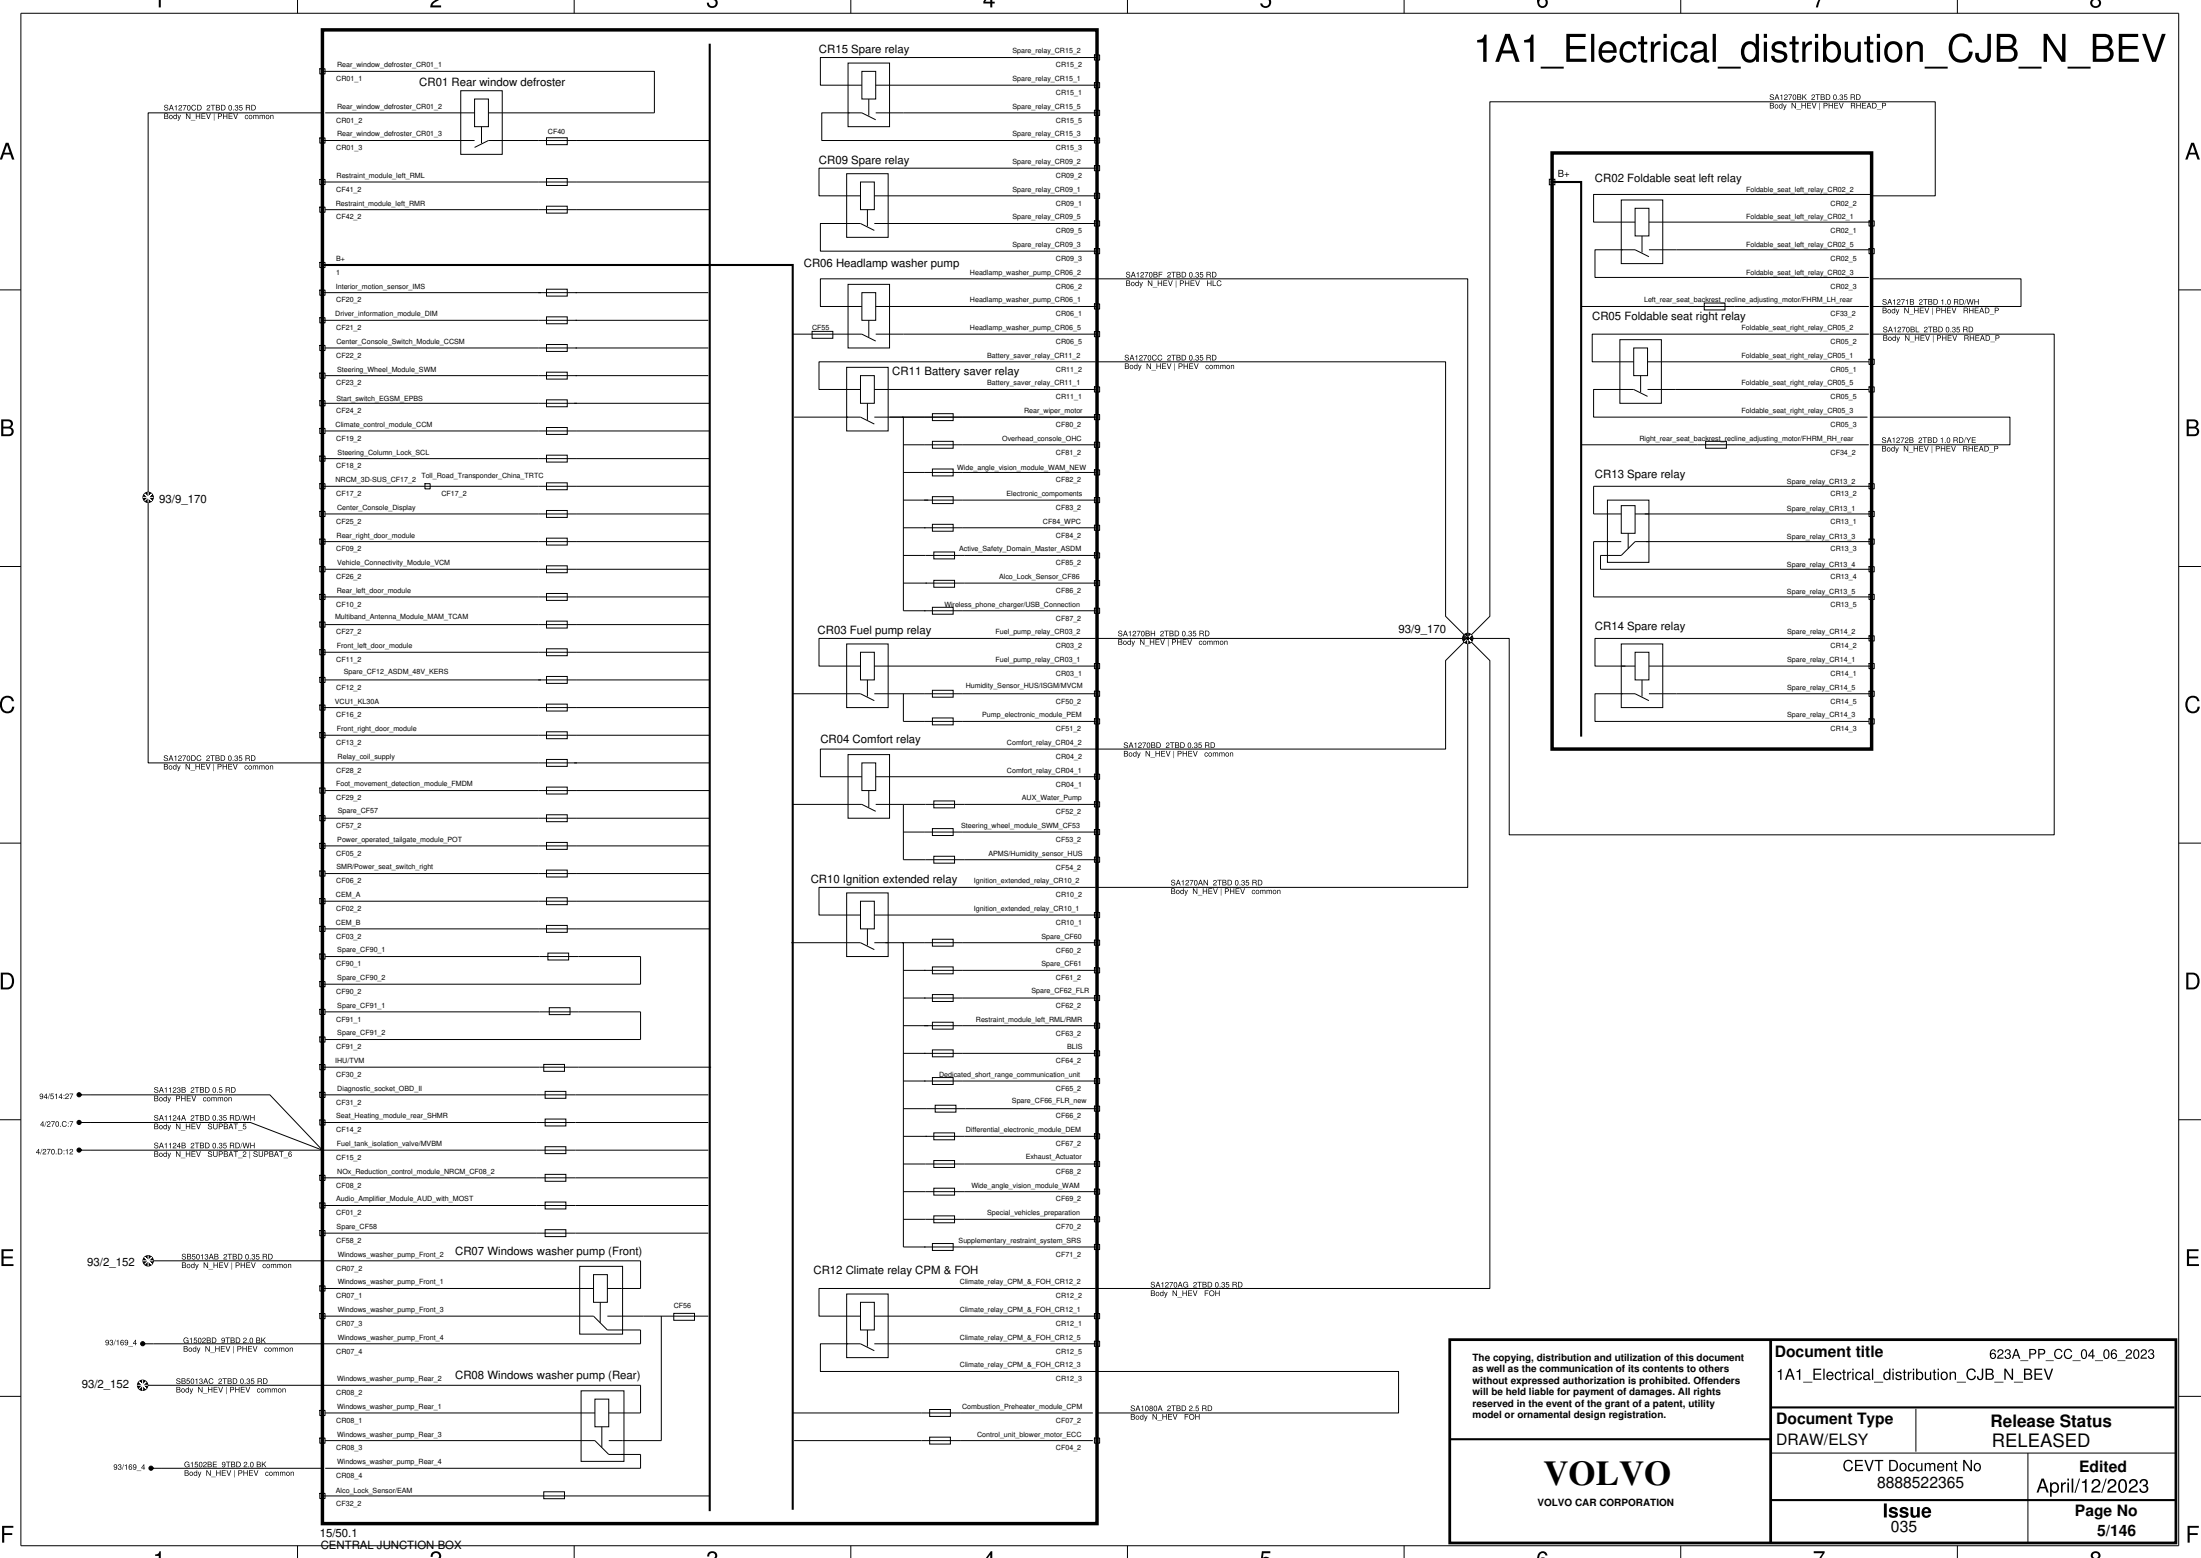 1 2 3 4 5 6 7 8
1A1_Electrical_distribution_CJB_N_BEV
A
B
C
D
E
F
SA1270CD 2TBD 0.35 RD
Body N_HEV | PHEV common
93/9_170
SA1270DC 2TBD 0.35 RD
Body N_HEV | PHEV common
94/514:27
SA1123B 2TBD 0.5 RD
Body PHEV common
4/270.C:7
SA1124A 2TBD 0.35 RD/WH
Body N_HEV SUPBAT_5
4/270.D:12
SA1124B 2TBD 0.35 RD/WH
Body N_HEV SUPBAT_2 | SUPBAT_6
93/2_152
SB5013AB 2TBD 0.35 RD
Body N_HEV | PHEV common
93/169_4
G1502BD 9TBD 2.0 BK
Body N_HEV | PHEV common
93/2_152
SB5013AC 2TBD 0.35 RD
Body N_HEV | PHEV common
93/169_4
G1502BE 9TBD 2.0 BK
Body N_HEV | PHEV common
Rear_window_defroster_CR01_1
CR01_1
CR01 Rear window defroster
Rear_window_defroster_CR01_2
CR01_2
Rear_window_defroster_CR01_3
CR01_3
CF40
Restraint_module_left_RML
CF41_2
Restraint_module_left_RMR
CF42_2
B+
1
Interior_motion_sensor_IMS
CF20_2
Driver_information_module_DIM
CF21_2
Center_Console_Switch_Module_CCSM
CF22_2
Steering_Wheel_Module_SWM
CF23_2
Start_switch_EGSM_EPBS
CF24_2
Climate_control_module_CCM
CF19_2
Steering_Column_Lock_SCL
CF18_2
NRCM_3D-SUS_CF17_2 Toll_Road_Transponder_China_TRTC
CF17_2 CF17_2
Center_Console_Display
CF25_2
Rear_right_door_module
CF09_2
Vehicle_Connectivity_Module_VCM
CF26_2
Rear_left_door_module
CF10_2
Multiband_Antenna_Module_MAM_TCAM
CF27_2
Front_left_door_module
CF11_2
Spare_CF12_ASDM_48V_KERS
CF12_2
VCU1_KL30A
CF16_2
Front_right_door_module
CF13_2
Relay_coil_supply
CF28_2
Foot_movement_detection_module_FMDM
CF29_2
Spare_CF57
CF57_2
Power_operated_tailgate_module_POT
CF05_2
SMR/Power_seat_switch_right
CF06_2
CEM_A
CF02_2
CEM_B
CF03_2
Spare_CF90_1
CF90_1
Spare_CF90_2
CF90_2
Spare_CF91_1
CF91_1
Spare_CF91_2
CF91_2
IHU/TVM
CF30_2
Diagnostic_socket_OBD_II
CF31_2
Seat_Heating_module_rear_SHMR
CF14_2
Fuel_tank_isolation_valve/MVBM
CF15_2
NOx_Reduction_control_module_NRCM_CF08_2
CF08_2
Audio_Amplifier_Module_AUD_with_MOST
CF01_2
Spare_CF58
CF58_2
Windows_washer_pump_Front_2 CR07 Windows washer pump (Front)
CR07_2
Windows_washer_pump_Front_1
CR07_1
Windows_washer_pump_Front_3
CR07_3
CF56
Windows_washer_pump_Front_4
CR07_4
Windows_washer_pump_Rear_2 CR08 Windows washer pump (Rear)
CR08_2
Windows_washer_pump_Rear_1
CR08_1
Windows_washer_pump_Rear_3
CR08_3
Windows_washer_pump_Rear_4
CR08_4
Alco_Lock_Sensor/EAM
CF32_2
15/50.1
CENTRAL JUNCTION BOX
CR15 Spare relay
Spare_relay_CR15_2
CR15_2
Spare_relay_CR15_1
CR15_1
Spare_relay_CR15_5
CR15_5
Spare_relay_CR15_3
CR15_3
CR09 Spare relay
Spare_relay_CR09_2
CR09_2
Spare_relay_CR09_1
CR09_1
Spare_relay_CR09_5
CR09_5
Spare_relay_CR09_3
CR09_3
CR06 Headlamp washer pump
Headlamp_washer_pump_CR06_2
CR06_2
Headlamp_washer_pump_CR06_1
CR06_1
CF55
Headlamp_washer_pump_CR06_5
CR06_5
Battery_saver_relay_CR11_2
CR11_2
CR11 Battery saver relay
Battery_saver_relay_CR11_1
CR11_1
Rear_wiper_motor
CF80_2
Overhead_console_OHC
CF81_2
Wide_angle_vision_module_WAM_NEW
CF82_2
Electronic_compoments
CF83_2
CF84_WPC
CF84_2
Active_Safety_Domain_Master_ASDM
CF85_2
Alco_Lock_Sensor_CF86
CF86_2
Wireless_phone_charger/USB_Connection
CF87_2
CR03 Fuel pump relay
Fuel_pump_relay_CR03_2
CR03_2
Fuel_pump_relay_CR03_1
CR03_1
Humidity_Sensor_HUS/ISGM/MVCM
CF50_2
Pump_electronic_module_PEM
CF51_2
CR04 Comfort relay
Comfort_relay_CR04_2
CR04_2
Comfort_relay_CR04_1
CR04_1
AUX_Water_Pump
CF52_2
Steering_wheel_module_SWM_CF53
CF53_2
APMS/Humidity_sensor_HUS
CF54_2
CR10 Ignition extended relay
Ignition_extended_relay_CR10_2
CR10_2
Ignition_extended_relay_CR10_1
CR10_1
Spare_CF60
CF60_2
Spare_CF61
CF61_2
Spare_CF62_FLR
CF62_2
Restraint_module_left_RML/RMR
CF63_2
BLIS
CF64_2
Dedicated_short_range_communication_unit
CF65_2
Spare_CF66_FLR_new
CF66_2
Differential_electronic_module_DEM
CF67_2
Exhaust_Actuator
CF68_2
Wide_angle_vision_module_WAM
CF69_2
Special_vehicles_preparation
CF70_2
Supplementary_restraint_system_SRS
CF71_2
CR12 Climate relay CPM & FOH
Climate_relay_CPM_&_FOH_CR12_2
CR12_2
Climate_relay_CPM_&_FOH_CR12_1
CR12_1
Climate_relay_CPM_&_FOH_CR12_5
CR12_5
Climate_relay_CPM_&_FOH_CR12_3
CR12_3
Combustion_Preheater_module_CPM
CF07_2
Control_unit_blower_motor_ECC
CF04_2
SA1270BF 2TBD 0.35 RD
Body N_HEV | PHEV HLC
SA1270CC 2TBD 0.35 RD
Body N_HEV | PHEV common
SA1270BH 2TBD 0.35 RD
Body N_HEV | PHEV common
93/9_170
SA1270BD 2TBD 0.35 RD
Body N_HEV | PHEV common
SA1270AN 2TBD 0.35 RD
Body N_HEV | PHEV common
SA1270AG 2TBD 0.35 RD
Body N_HEV FOH
SA1080A 2TBD 2.5 RD
Body N_HEV FOH
SA1270BK 2TBD 0.35 RD
Body N_HEV | PHEV RHEAD_P
B+
CR02 Foldable seat left relay
Foldable_seat_left_relay_CR02_2
CR02_2
Foldable_seat_left_relay_CR02_1
CR02_1
Foldable_seat_left_relay_CR02_5
CR02_5
Foldable_seat_left_relay_CR02_3
CR02_3
Left_rear_seat_backrest_recline_adjusting_motor/FHRM_LH_rear
CF33_2
SA1271B 2TBD 1.0 RD/WH
Body N_HEV | PHEV RHEAD_P
CR05 Foldable seat right relay
Foldable_seat_right_relay_CR05_2
CR05_2
SA1270BL 2TBD 0.35 RD
Body N_HEV | PHEV RHEAD_P
Foldable_seat_right_relay_CR05_1
CR05_1
Foldable_seat_right_relay_CR05_5
CR05_5
Foldable_seat_right_relay_CR05_3
CR05_3
Right_rear_seat_backrest_recline_adjusting_motor/FHRM_RH_rear
CF34_2
SA1272B 2TBD 1.0 RD/YE
Body N_HEV | PHEV RHEAD_P
CR13 Spare relay
Spare_relay_CR13_2
CR13_2
Spare_relay_CR13_1
CR13_1
Spare_relay_CR13_3
CR13_3
Spare_relay_CR13_4
CR13_4
Spare_relay_CR13_5
CR13_5
CR14 Spare relay
Spare_relay_CR14_2
CR14_2
Spare_relay_CR14_1
CR14_1
Spare_relay_CR14_5
CR14_5
Spare_relay_CR14_3
CR14_3
The copying, distribution and utilization of this document
as well as the communication of its contents to others
without expressed authorization is prohibited. Offenders
will be held liable for payment of damages. All rights
reserved in the event of the grant of a patent, utility
model or ornamental design registration.
VOLVO
VOLVO CAR CORPORATION
Document title 623A_PP_CC_04_06_2023
1A1_Electrical_distribution_CJB_N_BEV
Document Type
DRAW/ELSY
Release Status
RELEASED
CEVT Document No
8888522365
Edited
April/12/2023
Issue
035
Page No
5/146
A
B
C
D
E
F
1 2 3 4 5 6 7 8